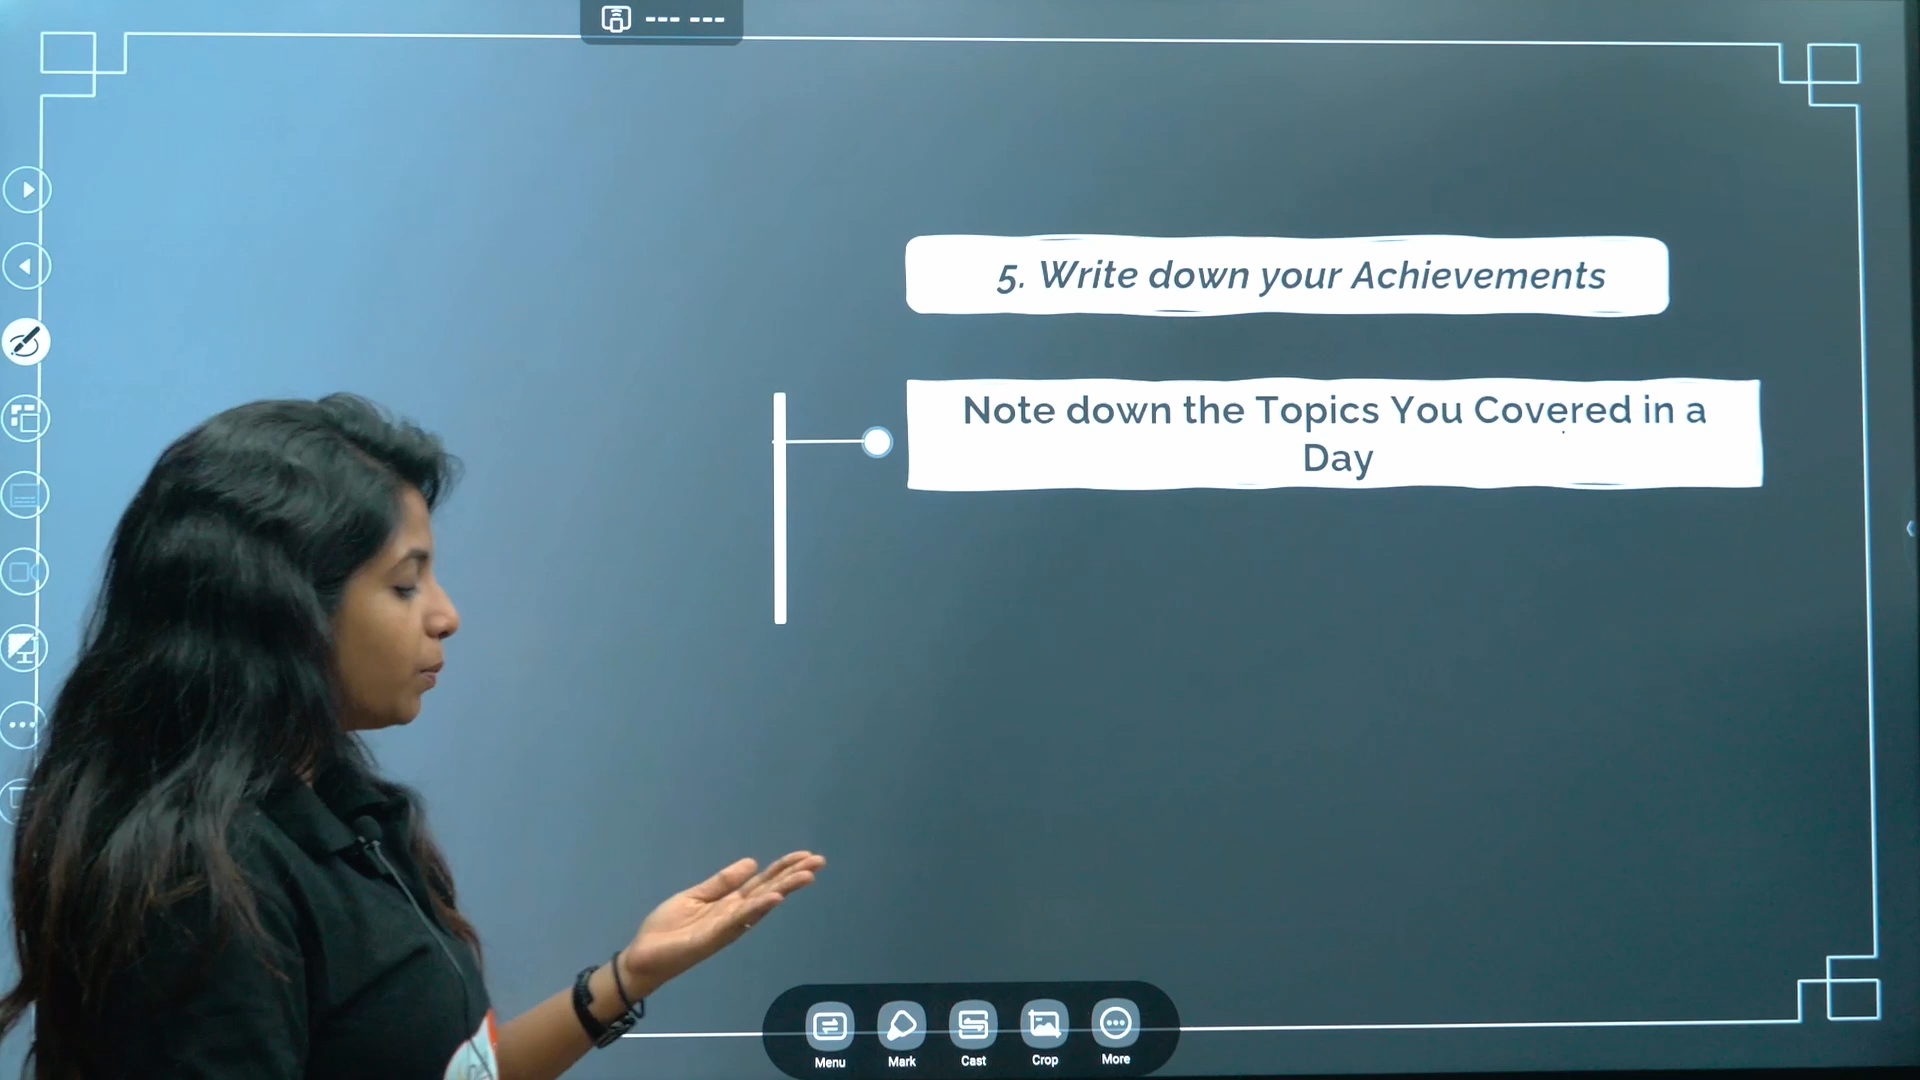 --- ---
5. Write down your Achievements
Note down the Topics You Covered in a
Day
Menu
Mark
Cast
Crop
More